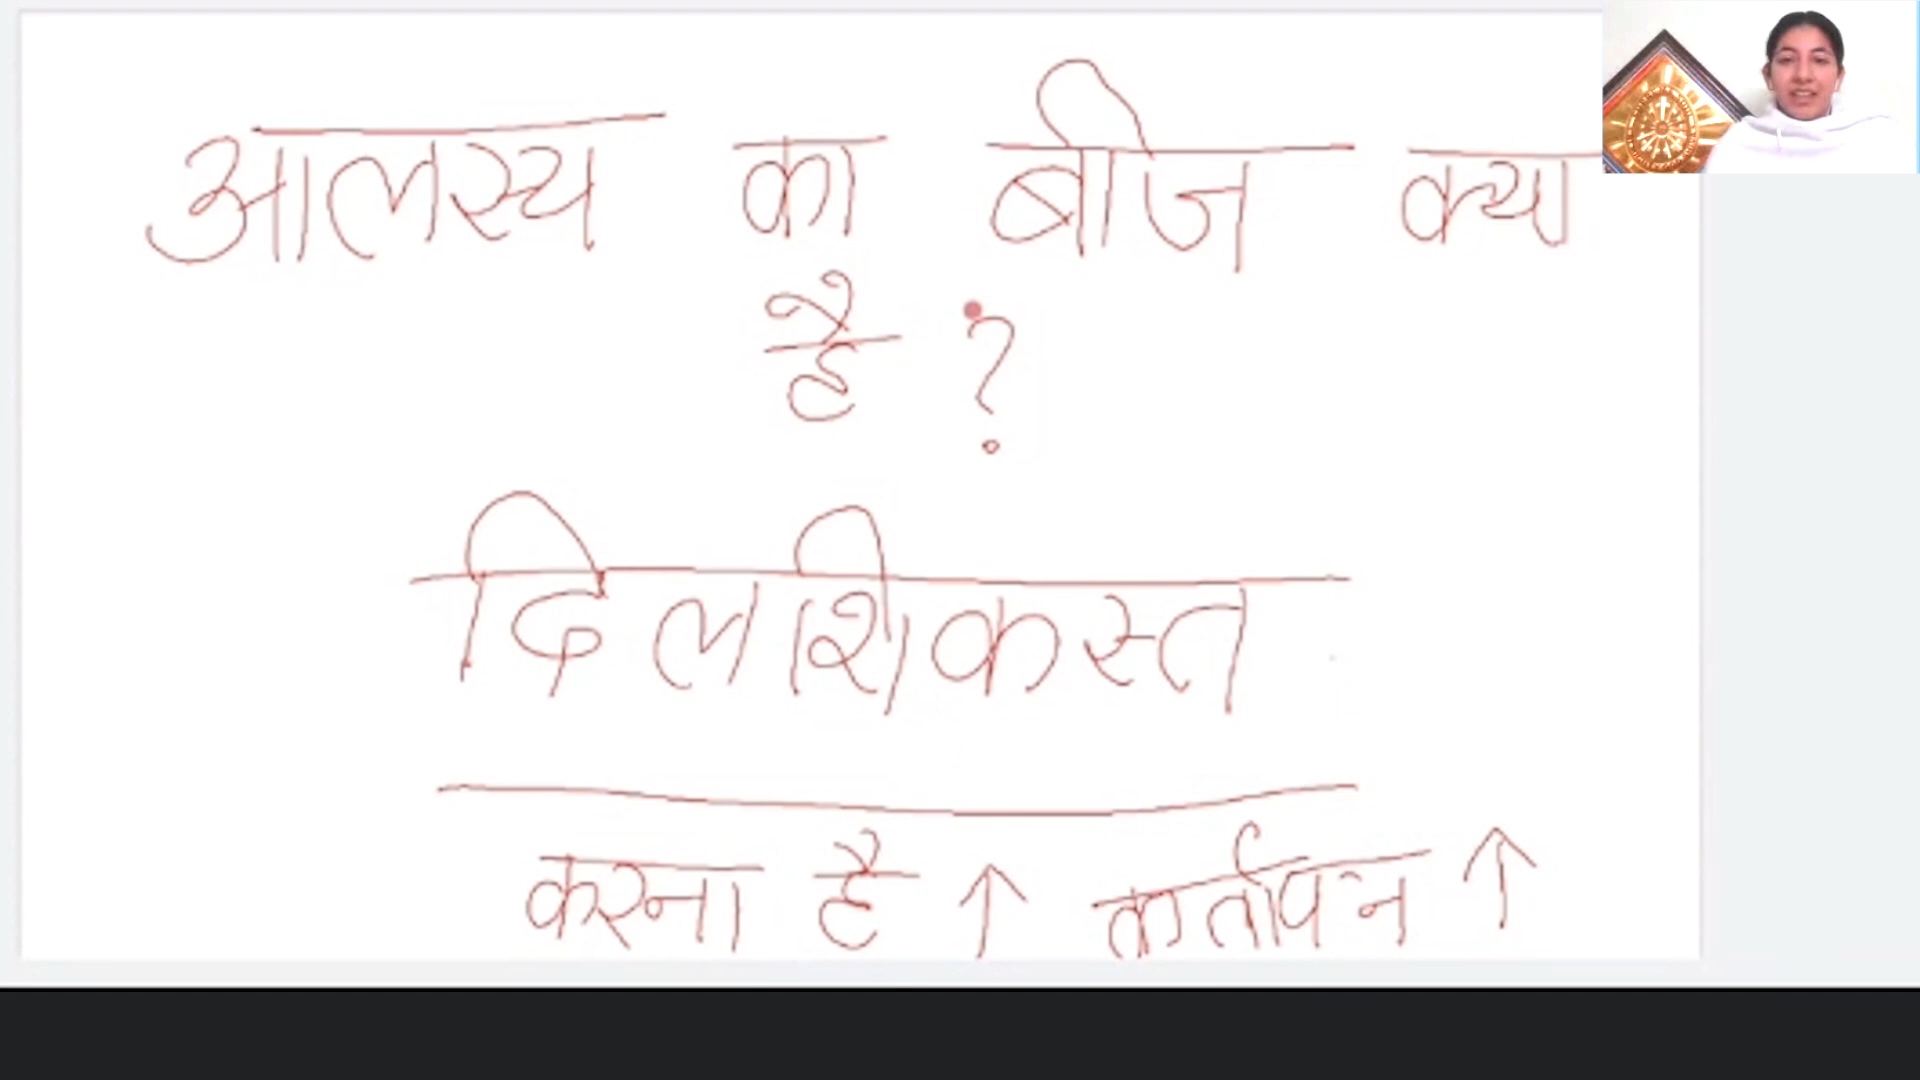 आलस्य का बीज क्या
है ?
दिलशिकस्त
करना है ↑ कर्तापन ↑